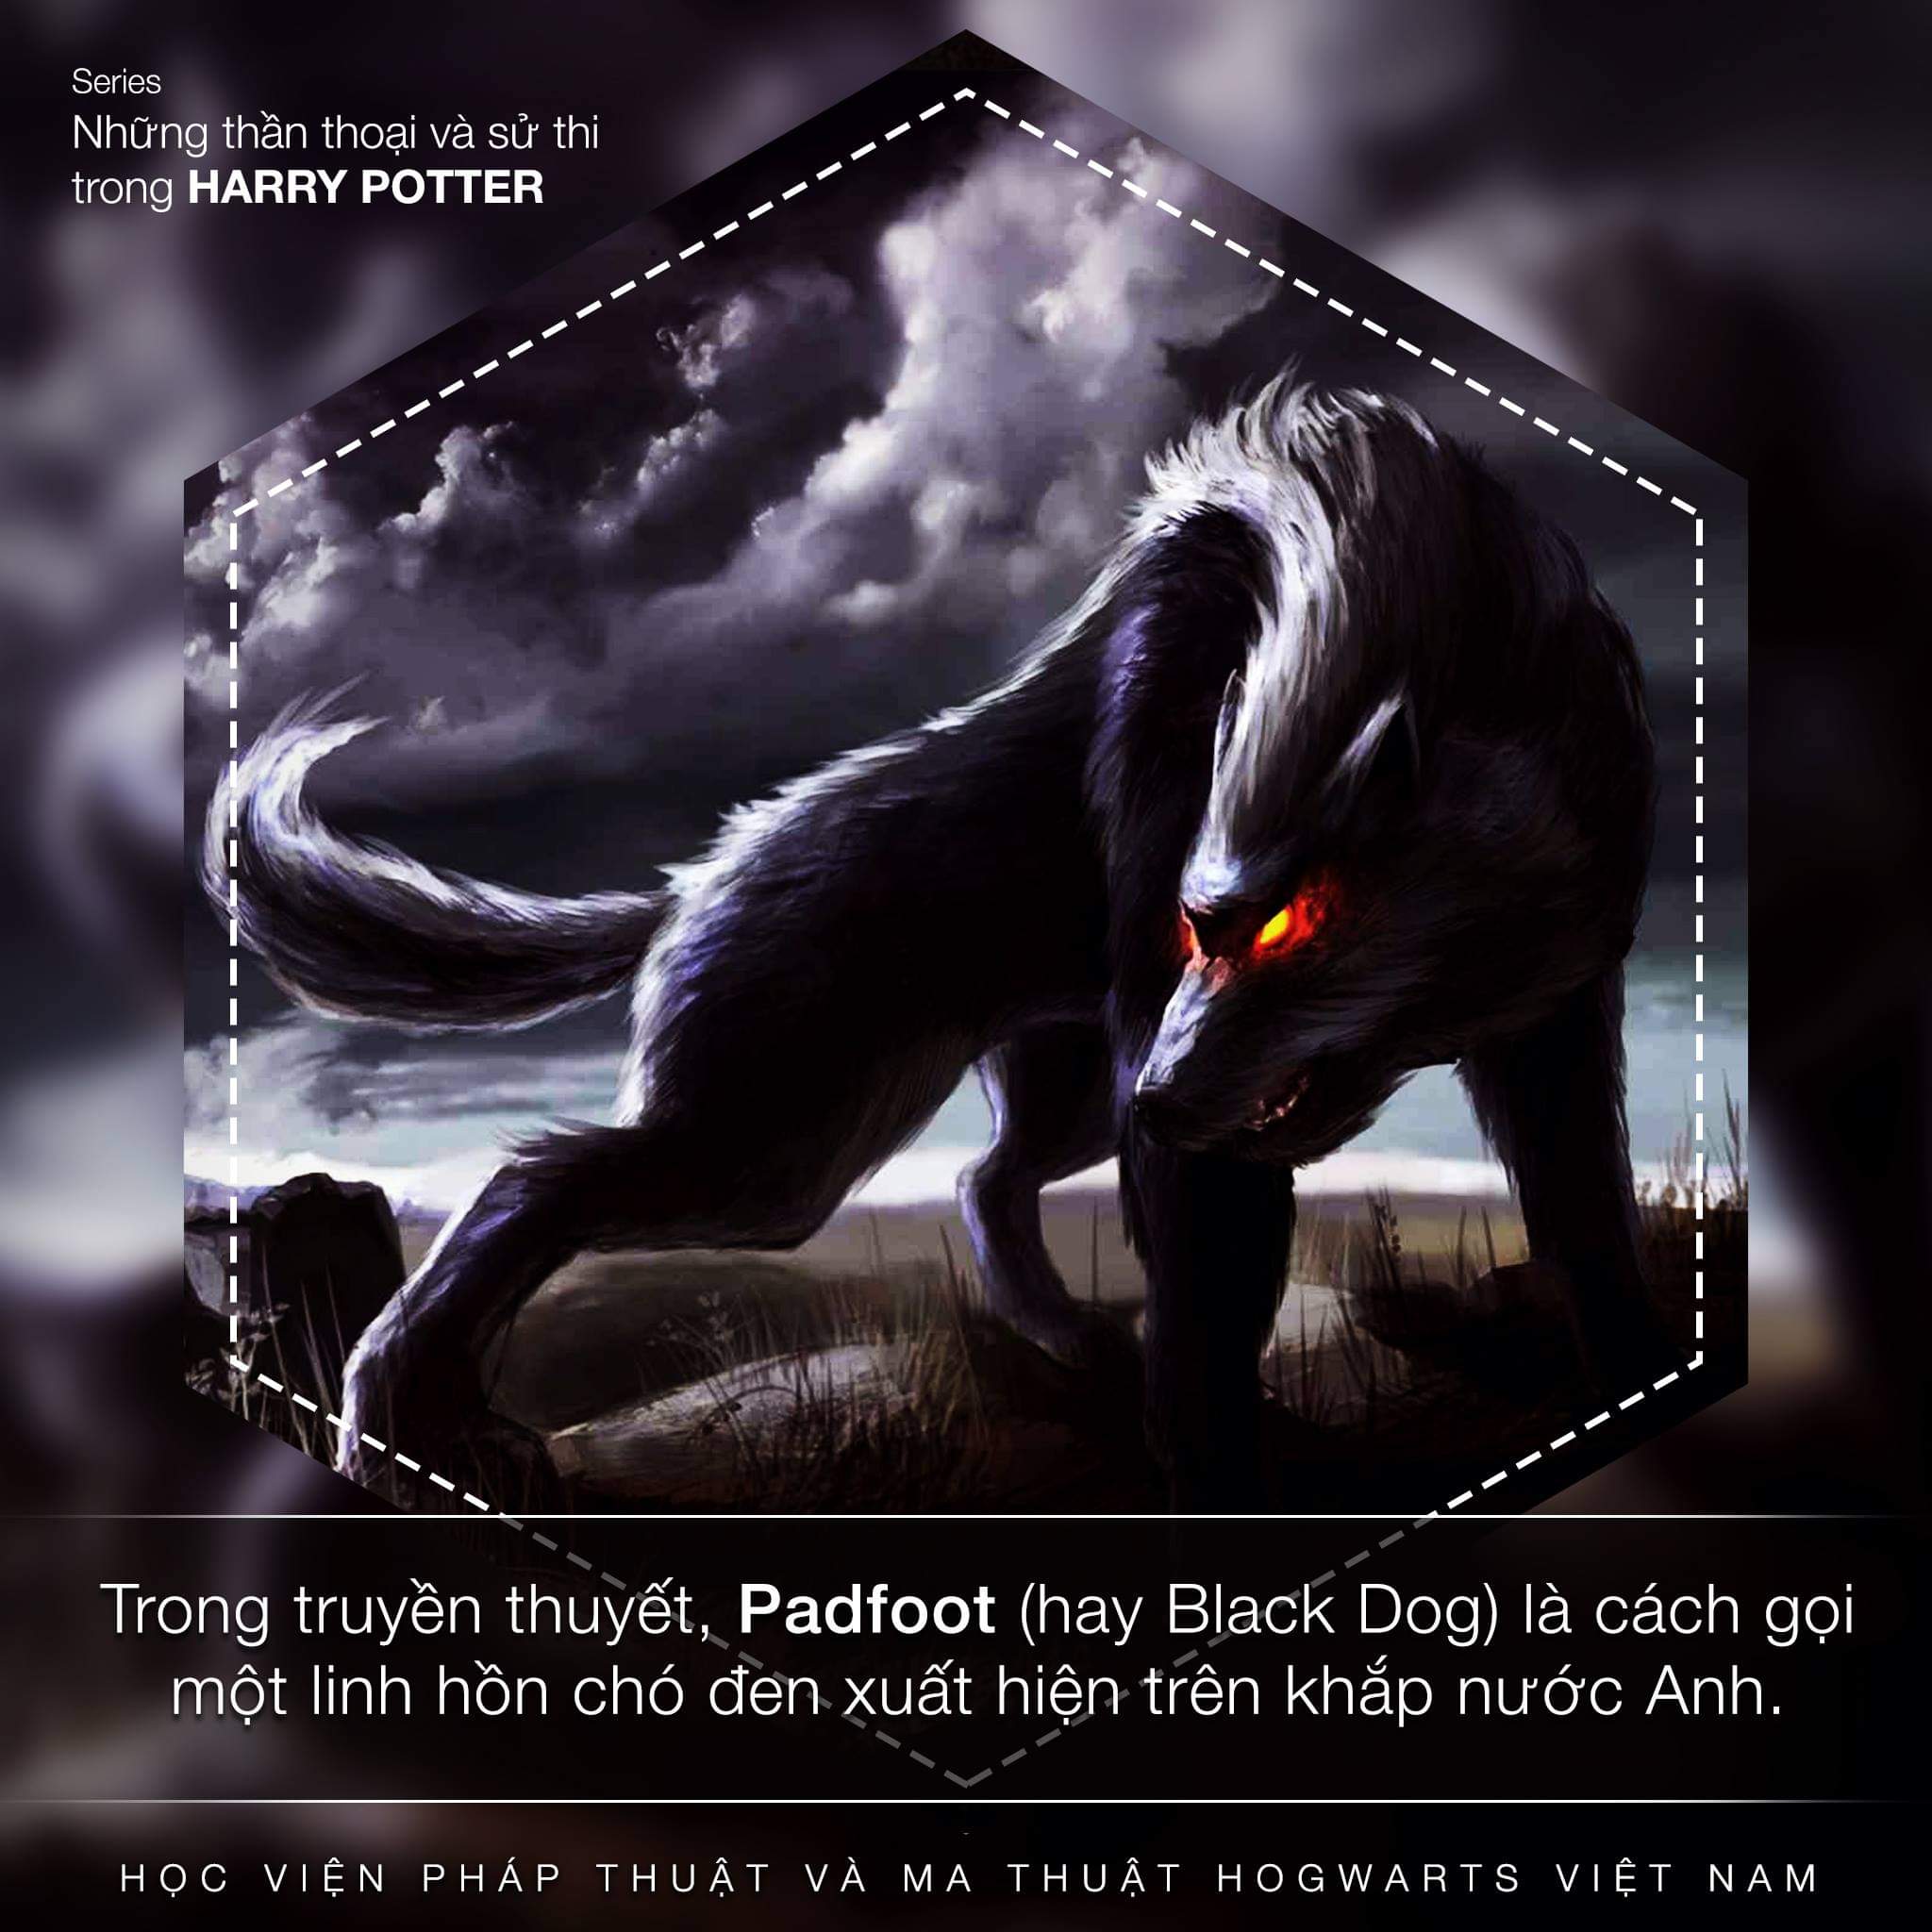 Series
Những thần thoại và sử thi
trong HARRY POTTER
Trong truyền thuyết, Padfoot (hay Black Dog) là cách gọi
một linh hồn chó đen xuất hiện trên khắp nước Anh.
HỌC VIỆN PHÁP THUẬT VÀ MA THUẬT HOGWARTS VIỆT NAM